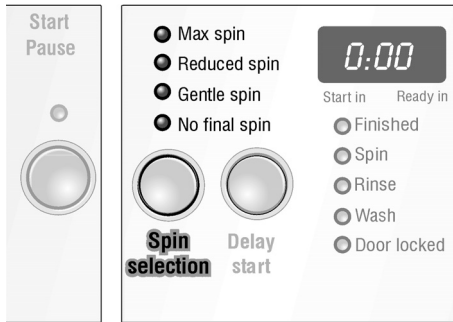 Start
Pause
Max spin
Reduced spin
Gentle spin
No final spin
Spin
selection
Delay
start
0:00
Start in
Ready in
Finished
Spin
Rinse
Wash
Door locked